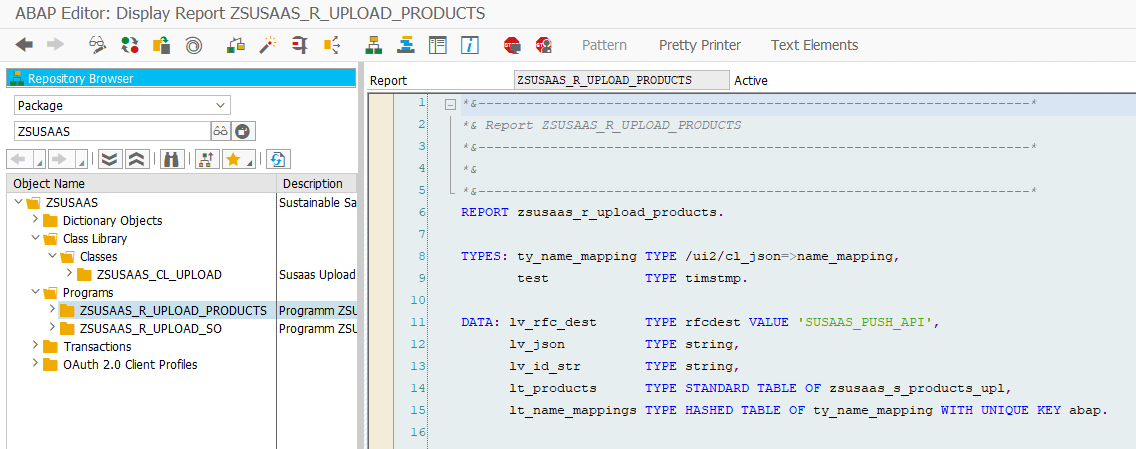 ABAP Editor: Display Report ZSUSAAS_R_UPLOAD_PRODUCTS
Pattern Pretty Printer Text Elements
Repository Browser
Package
ZSUSAAS
Object Name Description
ZSUSAAS Sustainable Sa
Dictionary Objects
Class Library
Classes
ZSUSAAS_CL_UPLOAD Susaas Upload
Programs
ZSUSAAS_R_UPLOAD_PRODUCTS Programm ZSU
ZSUSAAS_R_UPLOAD_SO Programm ZSU
Transactions
OAuth 2.0 Client Profiles
Report ZSUSAAS_R_UPLOAD_PRODUCTS Active
1 *&---------------------------------------------------------------------*
2 *& Report ZSUSAAS_R_UPLOAD_PRODUCTS
3 *&---------------------------------------------------------------------*
4 *&
5 *&---------------------------------------------------------------------*
6 REPORT zsusaas_r_upload_products.
7
8 TYPES: ty_name_mapping TYPE /ui2/cl_json=>name_mapping,
9 test TYPE timstmp.
10
11 DATA: lv_rfc_dest TYPE rfcdest VALUE 'SUSAAS_PUSH_API',
12 lv_json TYPE string,
13 lv_id_str TYPE string,
14 lt_products TYPE STANDARD TABLE OF zsusaas_s_products_upl,
15 lt_name_mappings TYPE HASHED TABLE OF ty_name_mapping WITH UNIQUE KEY abap.
16